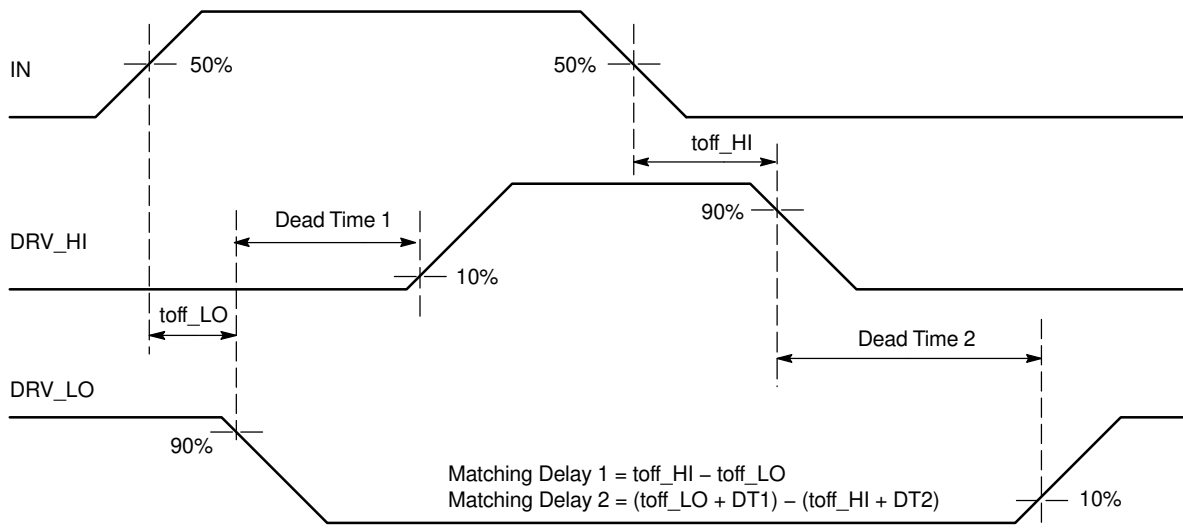 IN
50%
50%
toff_HI
Dead Time 1
90%
DRV_HI
10%
toff_LO
Dead Time 2
DRV_LO
90%
Matching Delay 1 = toff_HI − toff_LO
Matching Delay 2 = (toff_LO + DT1) − (toff_HI + DT2)
10%